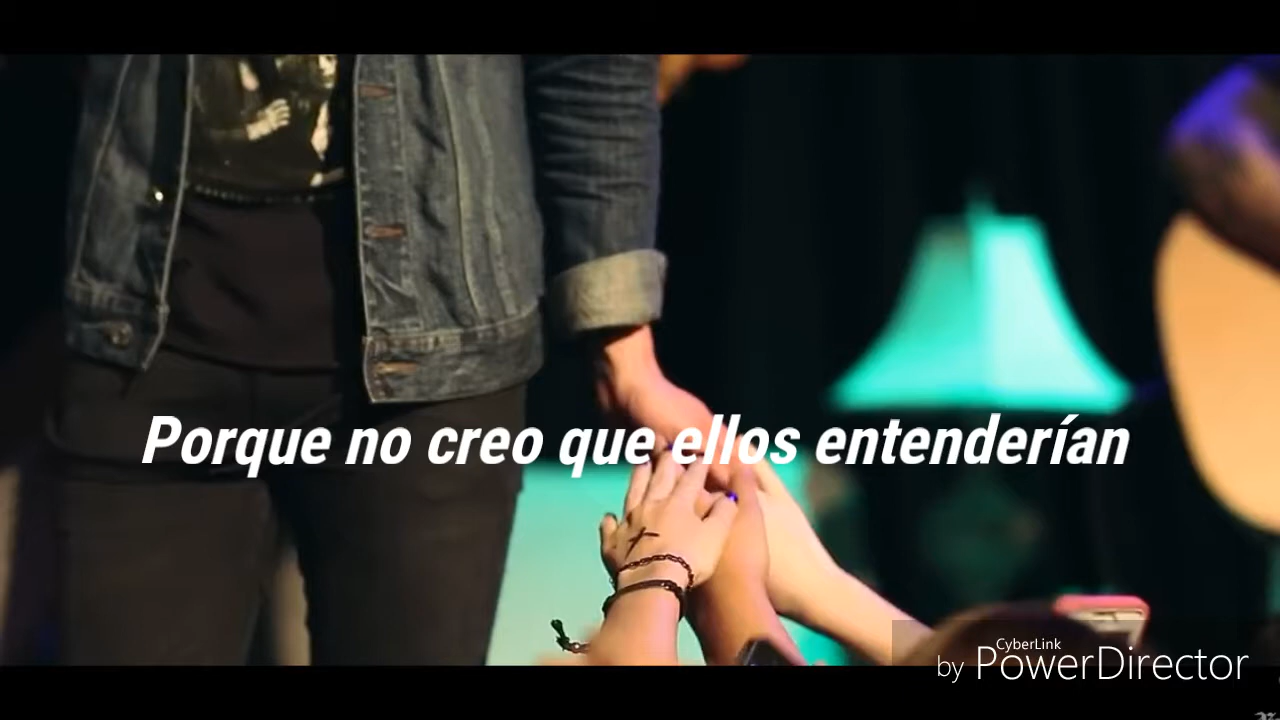 Porque no creo que ellos entenderían
CyberLink
by PowerDirector